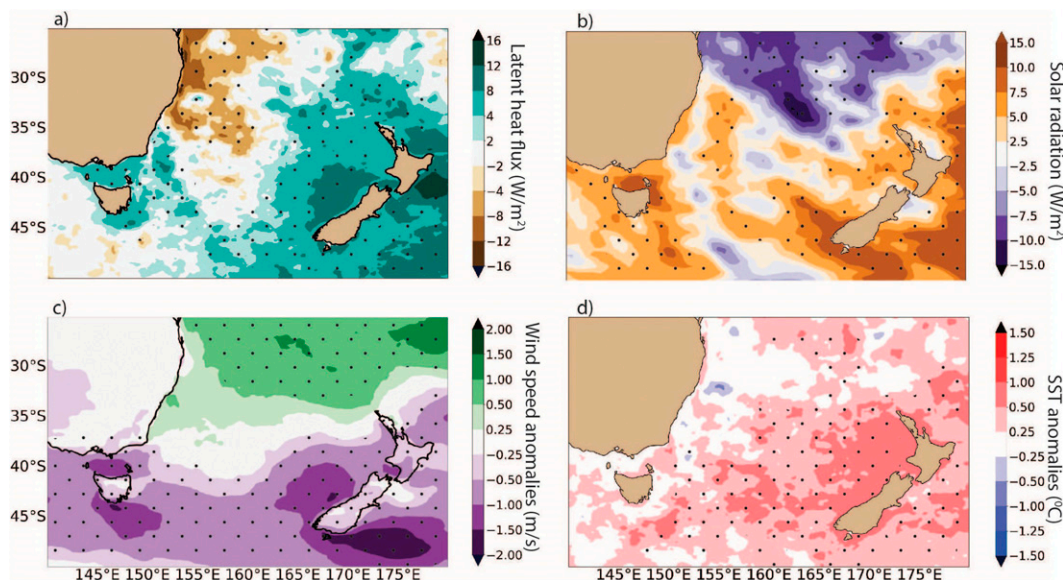 a)
30°S
35°S
40°S
45°S
16
12
8
4
2
−2
−4
−8
−12
−16
Latent heat flux (W/m²)
b)
15.0
10.0
7.5
5.0
2.5
−2.5
−5.0
−7.5
−10.0
−15.0
Solar radiation (W/m²)
c)
30°S
35°S
40°S
45°S
145°E 150°E 155°E 160°E 165°E 170°E 175°E
2.00
1.50
1.00
0.50
0.25
−0.25
−0.50
−1.00
−1.50
−2.00
Wind speed anomalies (m/s)
d)
145°E 150°E 155°E 160°E 165°E 170°E 175°E
1.50
1.25
1.00
0.50
0.25
−0.25
−0.50
−1.00
−1.25
−1.50
SST anomalies (°C)